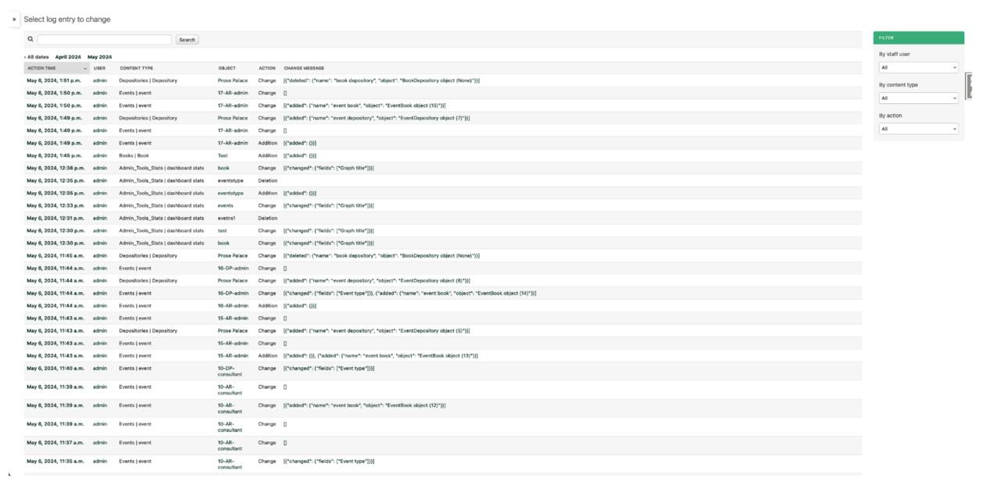 »
Select log entry to change
Search
‹ All dates April 2024 May 2024
ACTION TIME USER CONTENT TYPE OBJECT ACTION CHANGE MESSAGE
May 6, 2024, 1:51 p.m. admin Depositories | Depository Prose Palace Change [{"deleted": {"name": "book depository", "object": "BookDepository object (None)"}}]
May 6, 2024, 1:50 p.m. admin Events | event 17-AR-admin Change []
May 6, 2024, 1:50 p.m. admin Events | event 17-AR-admin Change [{"added": {"name": "event book", "object": "EventBook object (15)"}}]
May 6, 2024, 1:49 p.m. admin Depositories | Depository Prose Palace Change [{"added": {"name": "event depository", "object": "EventDepository object (7)"}}]
May 6, 2024, 1:49 p.m. admin Events | event 17-AR-admin Change []
May 6, 2024, 1:49 p.m. admin Events | event 17-AR-admin Addition [{"added": {}}]
May 6, 2024, 1:45 p.m. admin Books | Book Test Addition [{"added": {}}]
May 6, 2024, 12:36 p.m. admin Admin_Tools_Stats | dashboard stats book Change [{"changed": {"fields": ["Graph title"]}}]
May 6, 2024, 12:35 p.m. admin Admin_Tools_Stats | dashboard stats eventstype Deletion
May 6, 2024, 12:35 p.m. admin Admin_Tools_Stats | dashboard stats eventstype Addition [{"added": {}}]
May 6, 2024, 12:33 p.m. admin Admin_Tools_Stats | dashboard stats events Change [{"changed": {"fields": ["Graph title"]}}]
May 6, 2024, 12:31 p.m. admin Admin_Tools_Stats | dashboard stats evetns1 Deletion
May 6, 2024, 12:30 p.m. admin Admin_Tools_Stats | dashboard stats test Change [{"changed": {"fields": ["Graph title"]}}]
May 6, 2024, 12:30 p.m. admin Admin_Tools_Stats | dashboard stats book Change [{"changed": {"fields": ["Graph title"]}}]
May 6, 2024, 11:45 a.m. admin Depositories | Depository Prose Palace Change [{"deleted": {"name": "book depository", "object": "BookDepository object (None)"}}]
May 6, 2024, 11:44 a.m. admin Events | event 16-DP-admin Change []
May 6, 2024, 11:44 a.m. admin Depositories | Depository Prose Palace Change [{"added": {"name": "event depository", "object": "EventDepository object (6)"}}]
May 6, 2024, 11:44 a.m. admin Events | event 16-DP-admin Change [{"changed": {"fields": ["Event type"]}}, {"added": {"name": "event book", "object": "EventBook object (14)"}}]
May 6, 2024, 11:44 a.m. admin Events | event 16-AR-admin Addition [{"added": {}}]
May 6, 2024, 11:43 a.m. admin Events | event 15-AR-admin Change []
May 6, 2024, 11:43 a.m. admin Depositories | Depository Prose Palace Change [{"added": {"name": "event depository", "object": "EventDepository object (5)"}}]
May 6, 2024, 11:43 a.m. admin Events | event 15-AR-admin Change []
May 6, 2024, 11:43 a.m. admin Events | event 15-AR-admin Addition [{"added": {}}, {"added": {"name": "event book", "object": "EventBook object (13)"}}]
May 6, 2024, 11:40 a.m. admin Events | event 10-DP-consultant Change [{"changed": {"fields": ["Event type"]}}]
May 6, 2024, 11:39 a.m. admin Events | event 10-AR-consultant Change []
May 6, 2024, 11:39 a.m. admin Events | event 10-AR-consultant Change [{"added": {"name": "event book", "object": "EventBook object (12)"}}]
May 6, 2024, 11:39 a.m. admin Events | event 10-AR-consultant Change []
May 6, 2024, 11:37 a.m. admin Events | event 10-AR-consultant Change []
May 6, 2024, 11:35 a.m. admin Events | event 10-AR-consultant Change [{"changed": {"fields": ["Event type"]}}]
FILTER
By staff user
All
By content type
All
By action
All